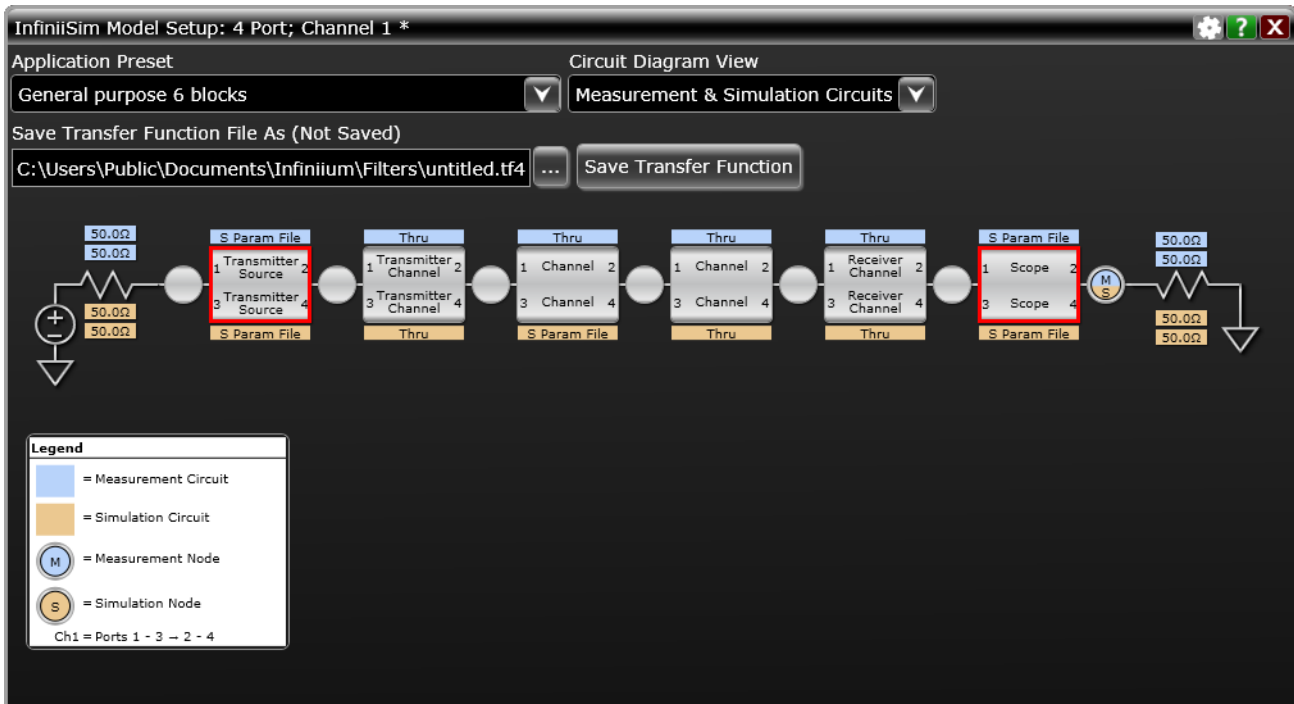 InfiniiSim Model Setup: 4 Port; Channel 1 *
?
X
Application Preset
Circuit Diagram View
General purpose 6 blocks
Measurement & Simulation Circuits
Save Transfer Function File As (Not Saved)
C:\Users\Public\Documents\Infiniium\Filters\untitled.tf4
...
Save Transfer Function
50.0Ω
50.0Ω
50.0Ω
50.0Ω
+
−
S Param File
1 Transmitter Source 2
3 Transmitter Source 4
S Param File
Thru
1 Transmitter Channel 2
3 Transmitter Channel 4
Thru
Thru
1 Channel 2
3 Channel 4
S Param File
Thru
1 Channel 2
3 Channel 4
Thru
Thru
1 Receiver Channel 2
3 Receiver Channel 4
Thru
S Param File
1 Scope 2
3 Scope 4
S Param File
M
S
50.0Ω
50.0Ω
50.0Ω
50.0Ω
Legend
= Measurement Circuit
= Simulation Circuit
M = Measurement Node
S = Simulation Node
Ch1 = Ports 1 - 3 → 2 - 4